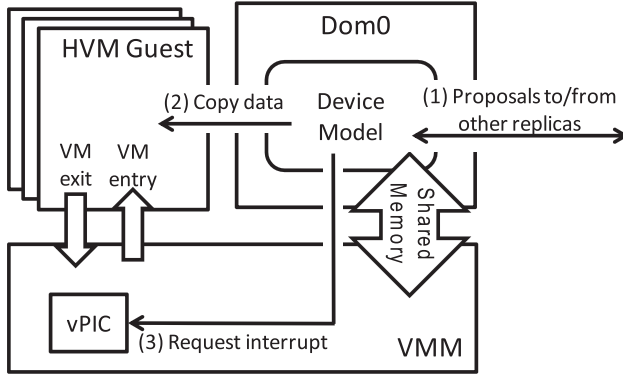 HVM Guest
Dom0
(2) Copy data
Device
Model
(1) Proposals to/from
other replicas
VM
exit
VM
entry
Shared
Memory
vPIC
(3) Request interrupt
VMM